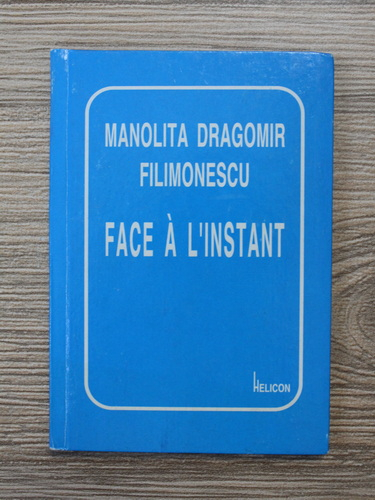 MANOLITA DRAGOMIR
FILIMONESCU
FACE À L'INSTANT
HELICON